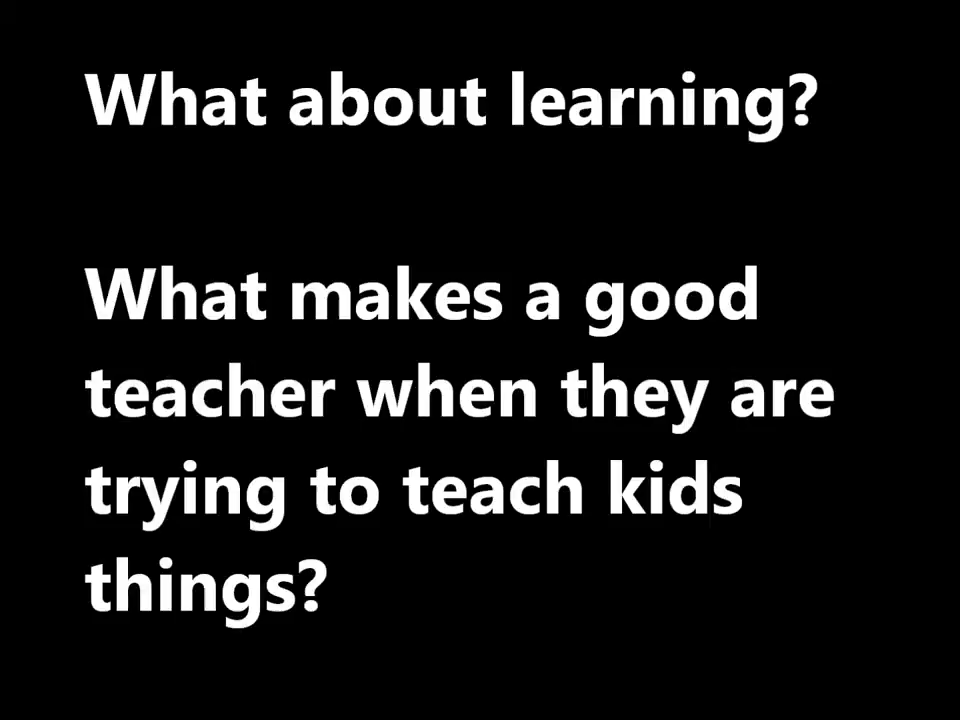 What about learning?
What makes a good
teacher when they are
trying to teach kids
things?